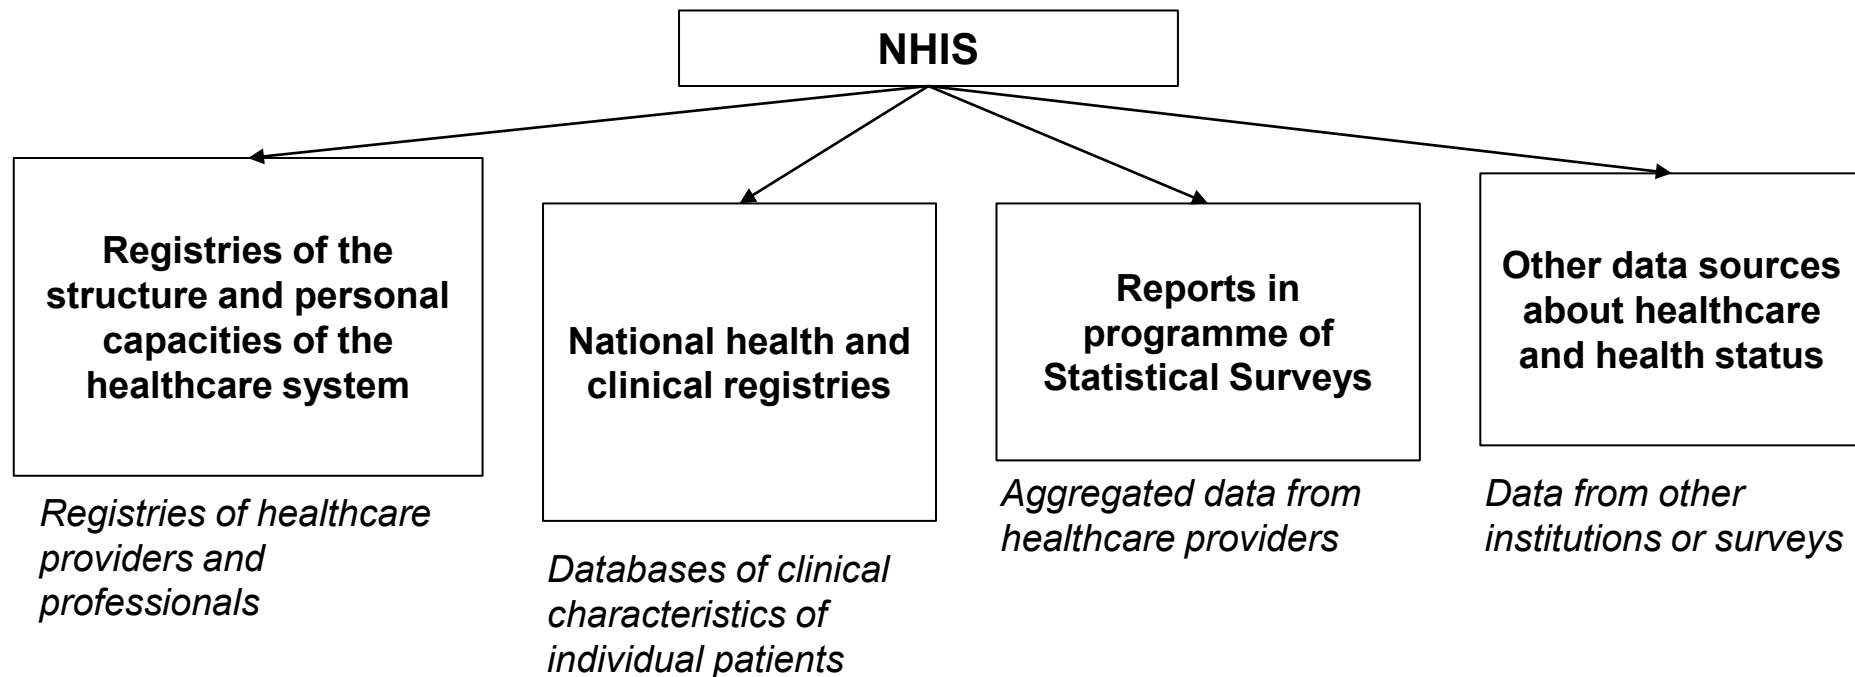 NHIS
Registries of the
structure and personal
capacities of the
healthcare system
Registries of healthcare
providers and
professionals
National health and
clinical registries
Databases of clinical
characteristics of
individual patients
Reports in
programme of
Statistical Surveys
Aggregated data from
healthcare providers
Other data sources
about healthcare
and health status
Data from other
institutions or surveys